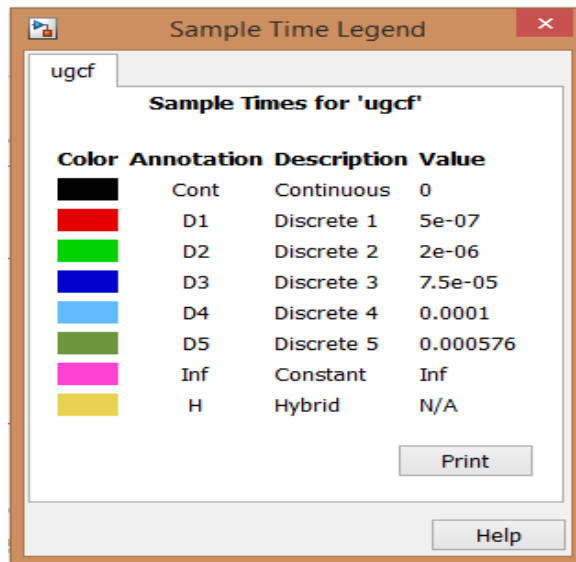 Sample Time Legend
ugcf
Sample Times for 'ugcf'
Color Annotation Description Value
Cont Continuous 0
D1 Discrete 1 5e-07
D2 Discrete 2 2e-06
D3 Discrete 3 7.5e-05
D4 Discrete 4 0.0001
D5 Discrete 5 0.000576
Inf Constant Inf
H Hybrid N/A
Print
Help